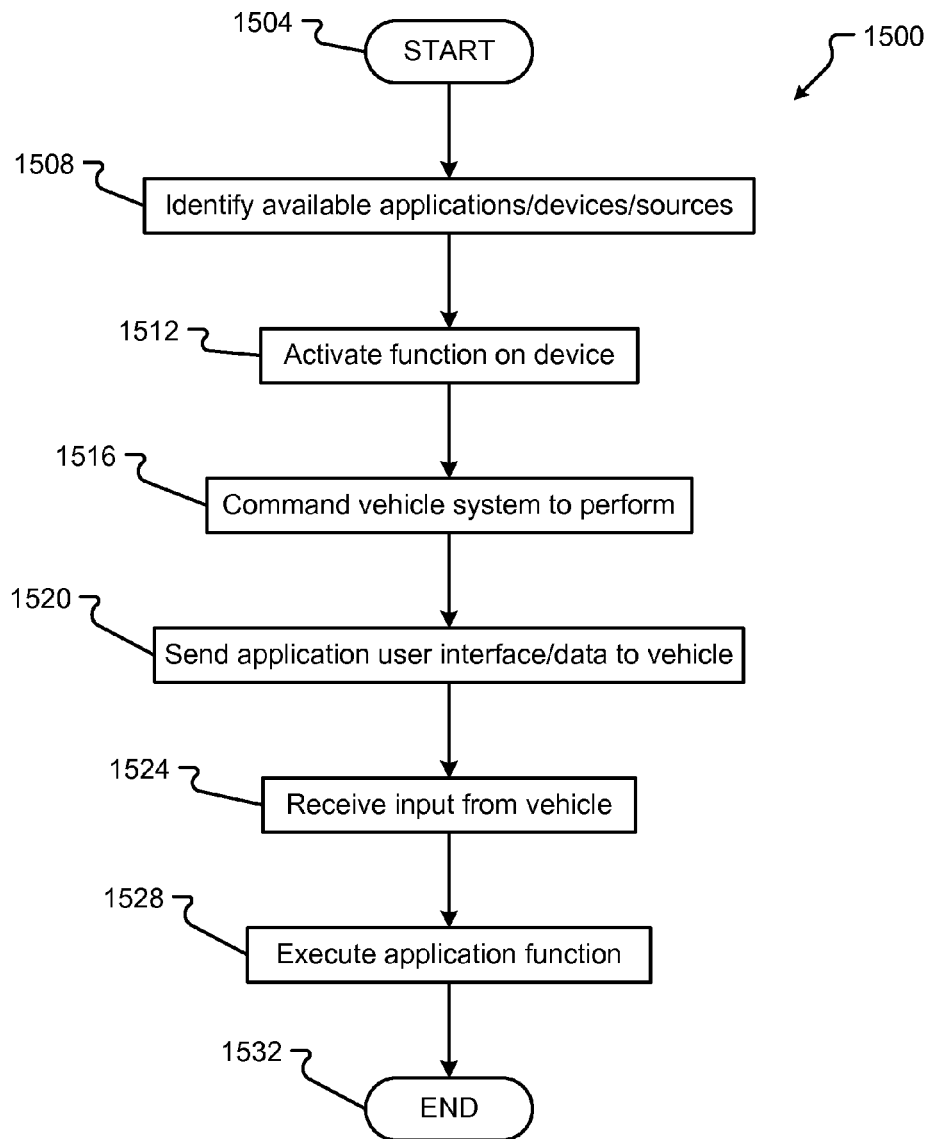 1504
START
1500
1508
Identify available applications/devices/sources
1512
Activate function on device
1516
Command vehicle system to perform
1520
Send application user interface/data to vehicle
1524
Receive input from vehicle
1528
Execute application function
1532
END